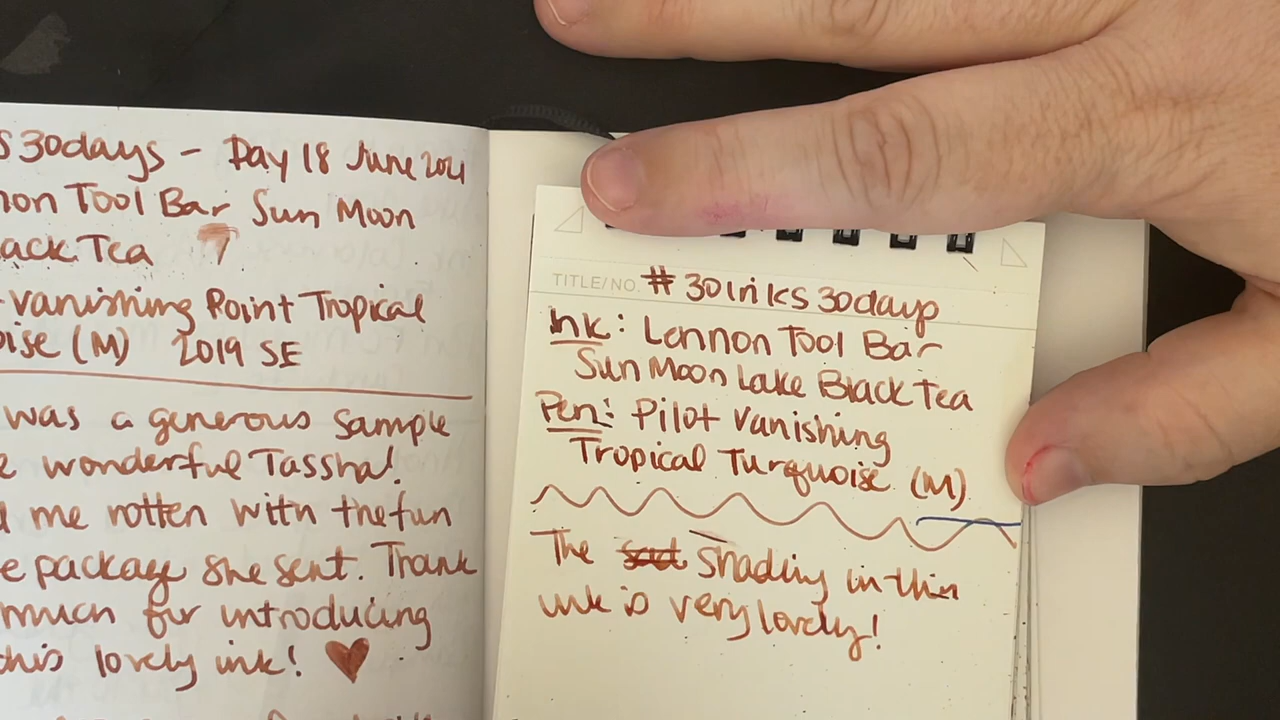 s 30days - Day 18 June 2021
non Tool Bar Sun Moon
ack Tea
- Vanishing Point Tropical
oise (M) 2019 SE
was a generous sample
e wonderful Tassha!
d me rotten with the fun
e package she sent. Thank
much for introducing
this lovely ink!
TITLE/NO. #30inks30days
Ink: Lennon Tool Bar
Sun Moon Lake Black Tea
Pen: Pilot Vanishing
Tropical Turquoise (M)
The shading in this
ink is very lovely!